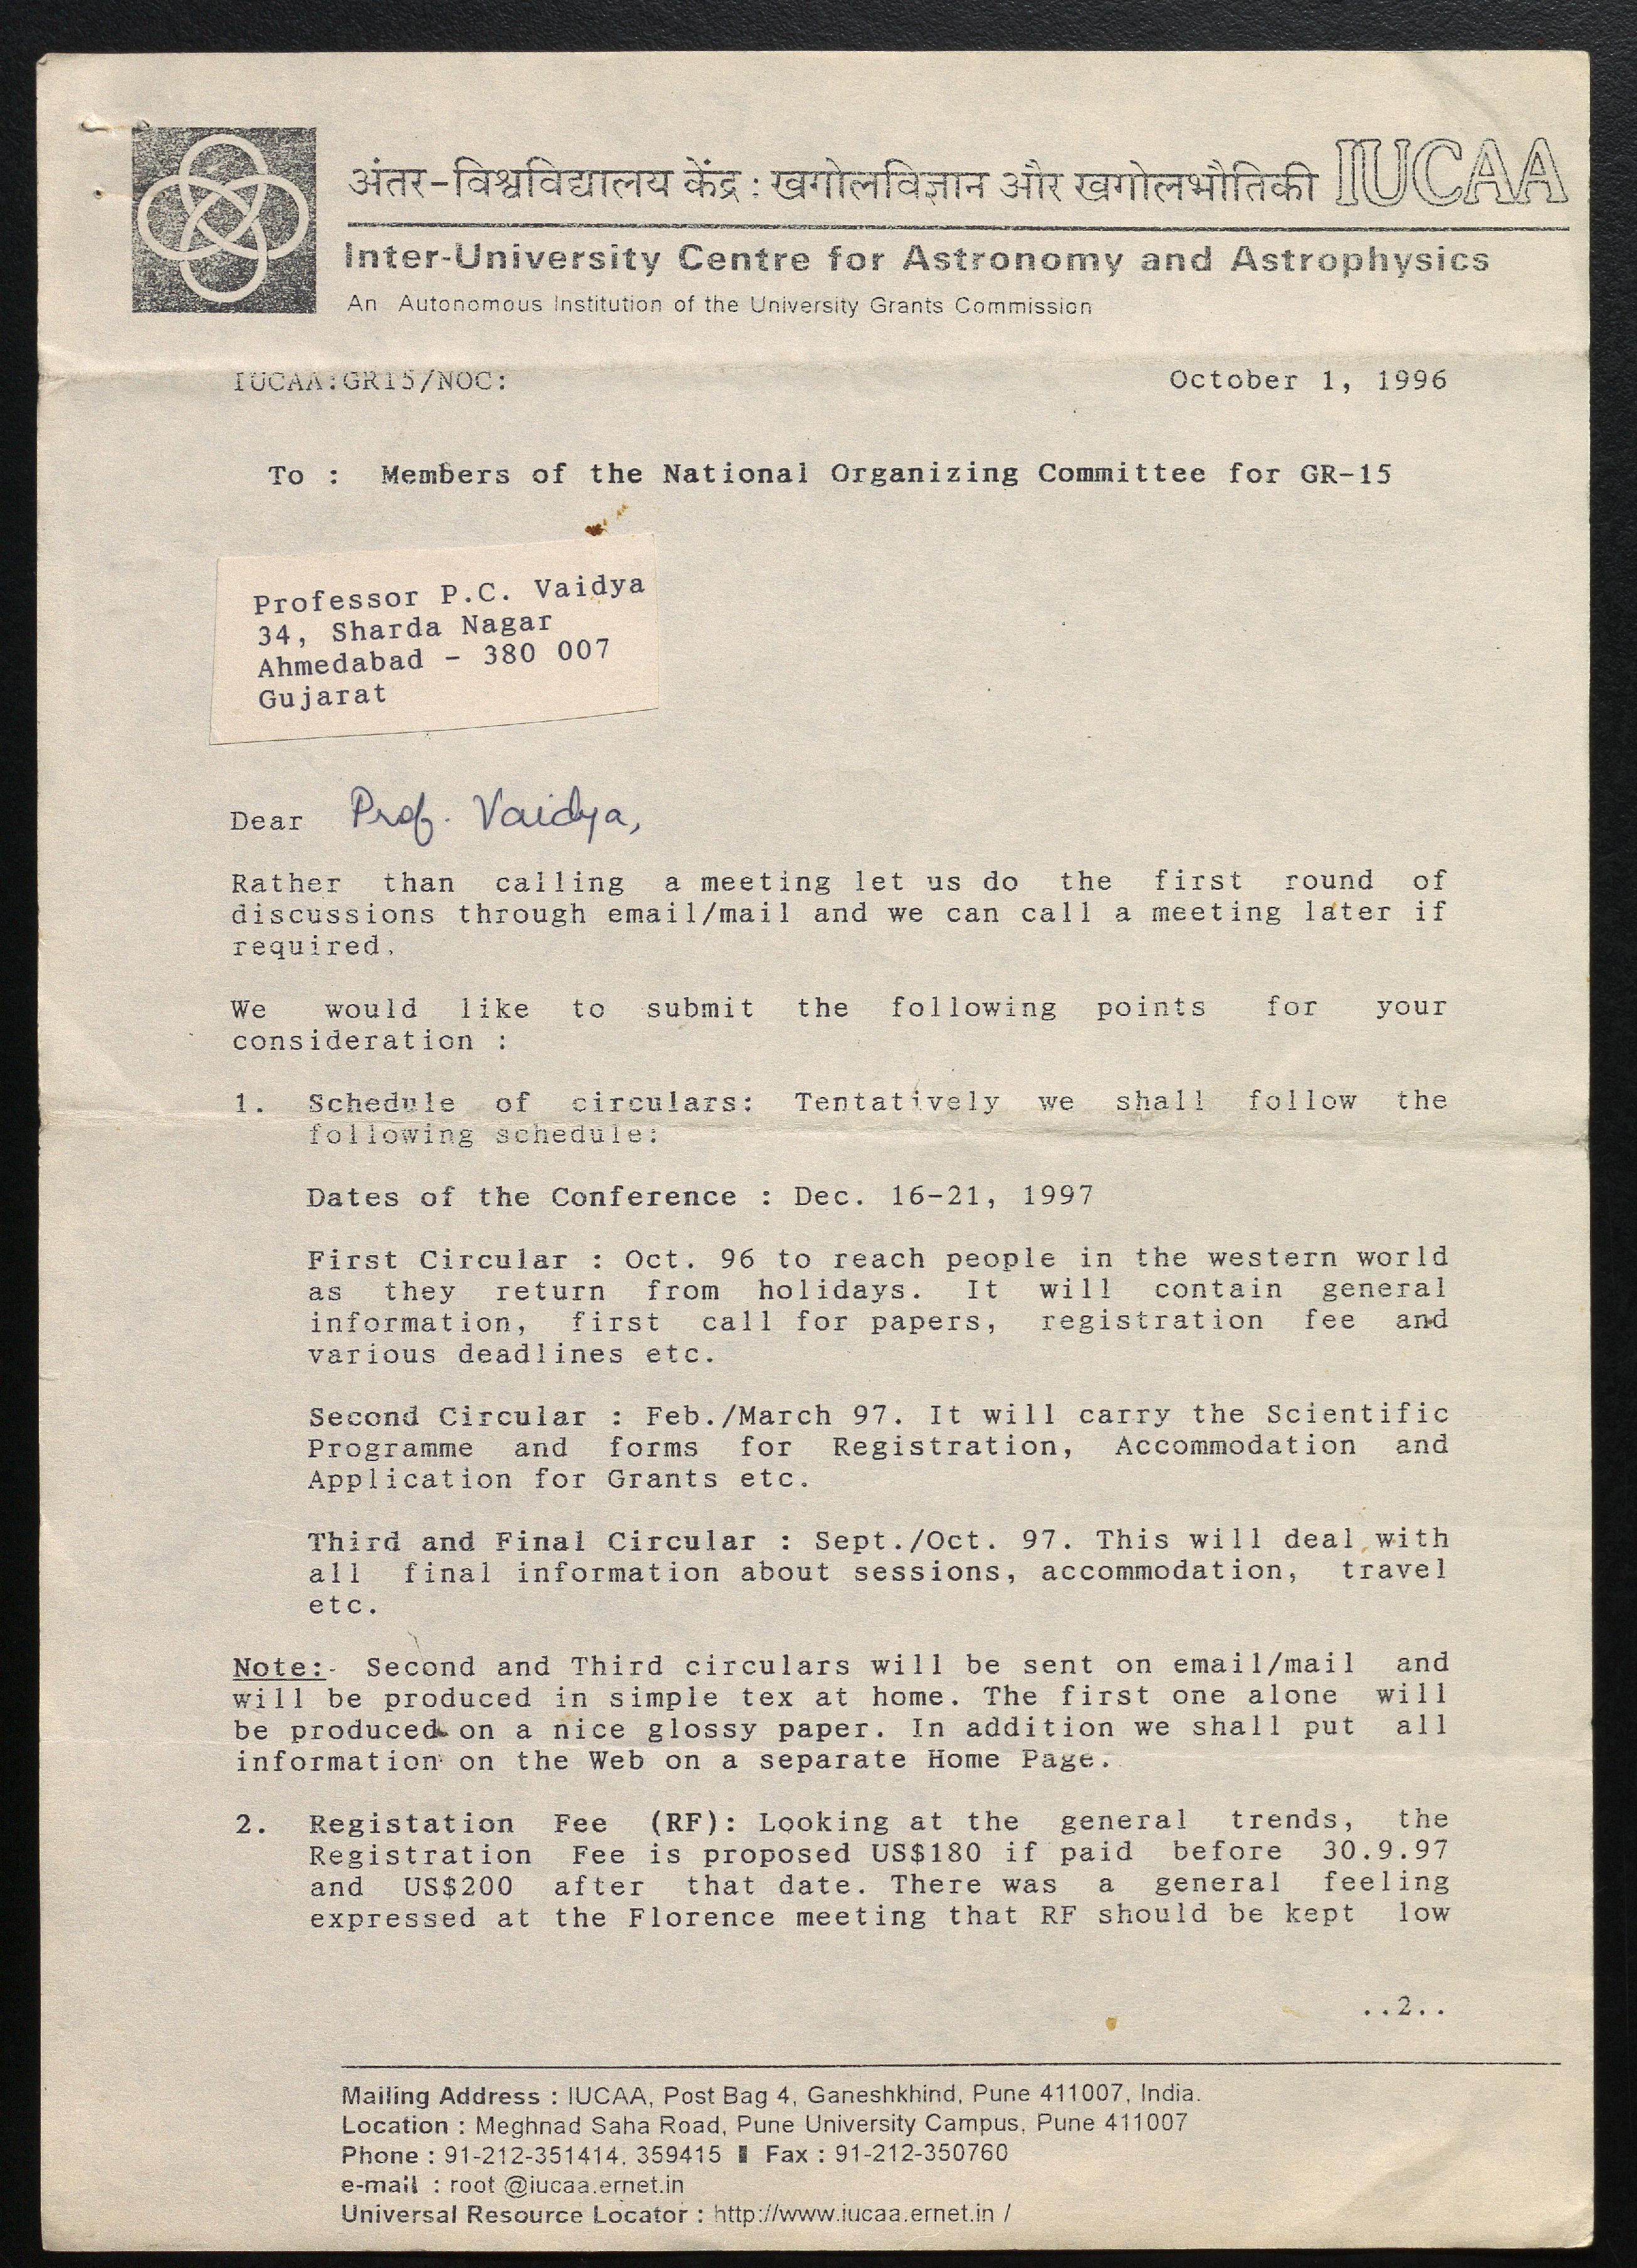 अंतर-विश्वविद्यालय केंद्र : खगोलविज्ञान और खगोलभौतिकी IUCAA
Inter-University Centre for Astronomy and Astrophysics
An Autonomous Institution of the University Grants Commission
IUCAA:GR15/NOC: October 1, 1996
To : Members of the National Organizing Committee for GR-15
Professor P.C. Vaidya
34, Sharda Nagar
Ahmedabad - 380 007
Gujarat
Dear Prof. Vaidya,
Rather than calling a meeting let us do the first round of
discussions through email/mail and we can call a meeting later if
required.
We would like to submit the following points for your
consideration :
1. Schedule of circulars: Tentatively we shall follow the
following schedule:
Dates of the Conference : Dec. 16-21, 1997
First Circular : Oct. 96 to reach people in the western world
as they return from holidays. It will contain general
information, first call for papers, registration fee and
various deadlines etc.
Second Circular : Feb./March 97. It will carry the Scientific
Programme and forms for Registration, Accommodation and
Application for Grants etc.
Third and Final Circular : Sept./Oct. 97. This will deal with
all final information about sessions, accommodation, travel
etc.
Note:- Second and Third circulars will be sent on email/mail and
will be produced in simple tex at home. The first one alone will
be produced on a nice glossy paper. In addition we shall put all
information on the Web on a separate Home Page.
2. Registation Fee (RF): Looking at the general trends, the
Registration Fee is proposed US$180 if paid before 30.9.97
and US$200 after that date. There was a general feeling
expressed at the Florence meeting that RF should be kept low
..2..
Mailing Address : IUCAA, Post Bag 4, Ganeshkhind, Pune 411007, India.
Location : Meghnad Saha Road, Pune University Campus, Pune 411007
Phone : 91-212-351414, 359415 ▮ Fax : 91-212-350760
e-mail : root @iucaa.ernet.in
Universal Resource Locator : http://www.iucaa.ernet.in /